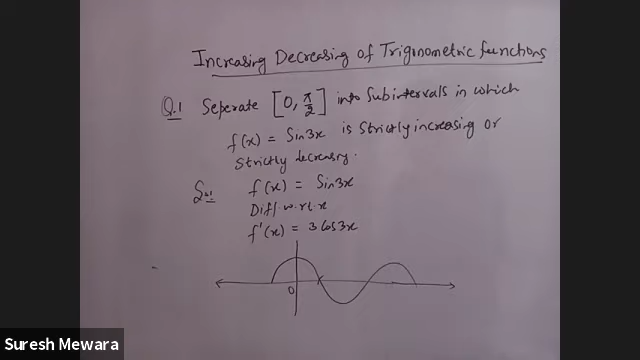 Increasing Decreasing of Trigonometric functions
Q.1 Seperate [0, π/2] into Subintervals in which
f(x) = Sin3x is Strictly increasing or
Strictly decreasing.
Sol f(x) = Sin3x
Diff. w.r.t. x
f'(x) = 3 Cos3x
0
Suresh Mewara